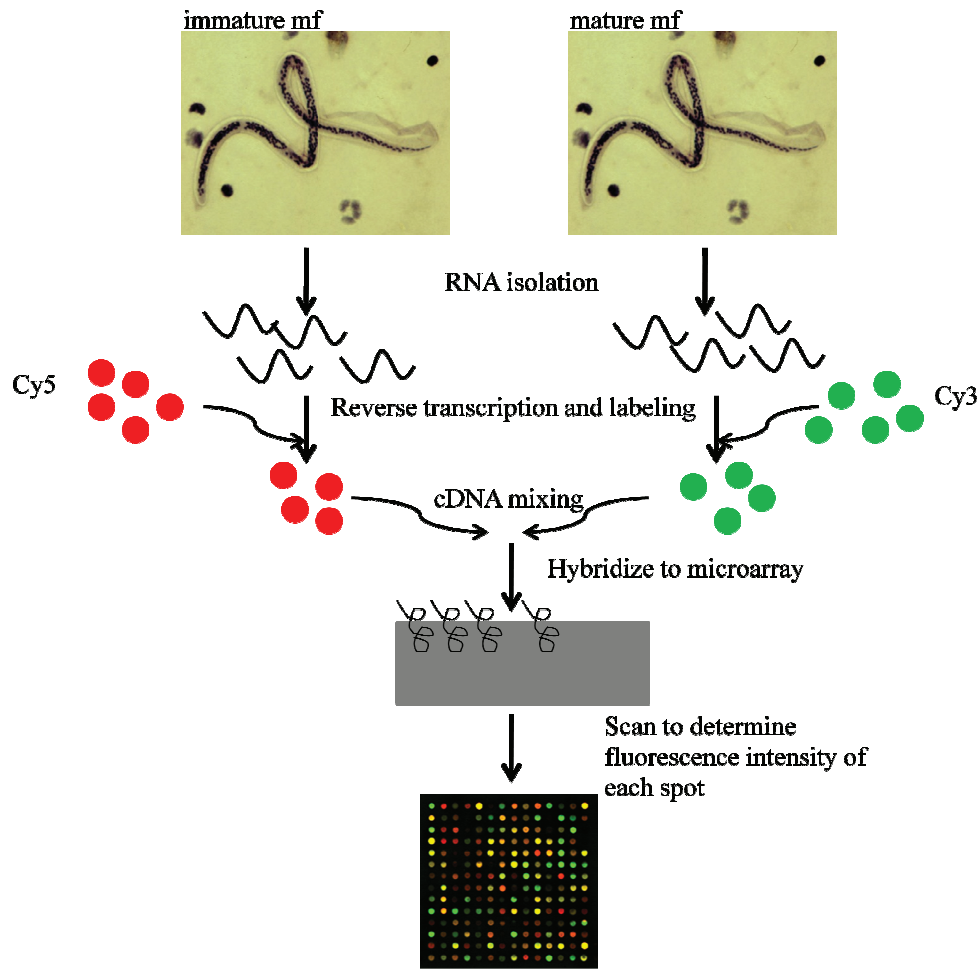 immature mf
mature mf
RNA isolation
Cy5
Cy3
Reverse transcription and labeling
cDNA mixing
Hybridize to microarray
Scan to determine
fluorescence intensity of
each spot